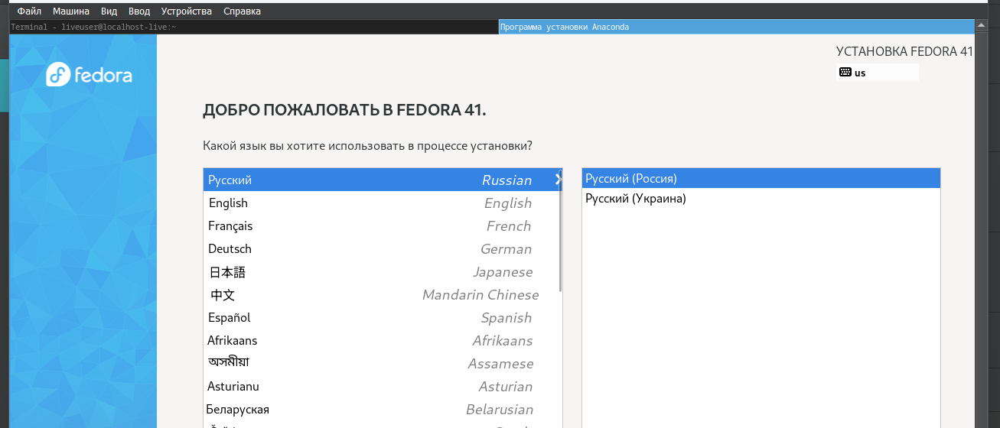 Файл Машина Вид Ввод Устройства Справка
Terminal - liveuser@localhost-live:~
Программа установки Anaconda
fedora
УСТАНОВКА FEDORA 41
us
ДОБРО ПОЖАЛОВАТЬ В FEDORA 41.
Какой язык вы хотите использовать в процессе установки?
Русский Russian
English English
Français French
Deutsch German
日本語 Japanese
中文 Mandarin Chinese
Español Spanish
Afrikaans Afrikaans
অসমীয়া Assamese
Asturianu Asturian
Беларуская Belarusian
Русский (Россия)
Русский (Украина)